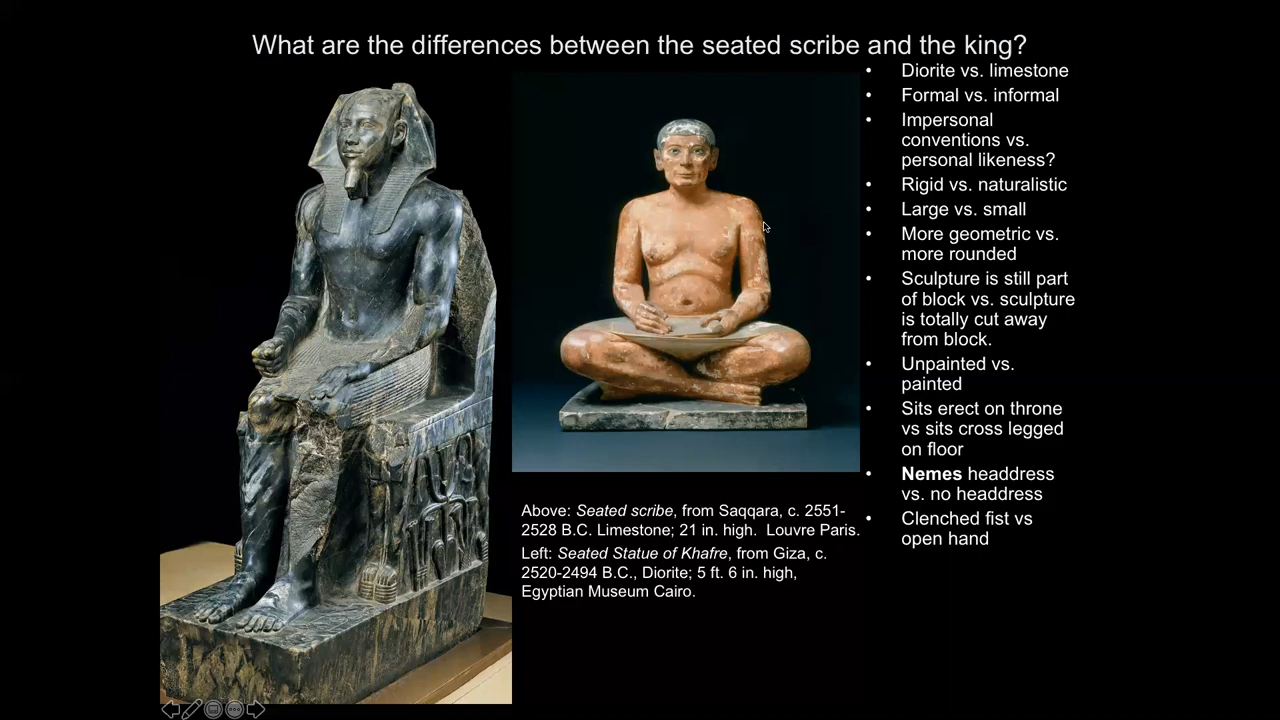 What are the differences between the seated scribe and the king?
• Diorite vs. limestone
• Formal vs. informal
• Impersonal
conventions vs.
personal likeness?
• Rigid vs. naturalistic
• Large vs. small
• More geometric vs.
more rounded
• Sculpture is still part
of block vs. sculpture
is totally cut away
from block.
• Unpainted vs.
painted
• Sits erect on throne
vs sits cross legged
on floor
• Nemes headdress
vs. no headdress
• Clenched fist vs
open hand
Above: Seated scribe, from Saqqara, c. 2551-
2528 B.C. Limestone; 21 in. high. Louvre Paris.
Left: Seated Statue of Khafre, from Giza, c.
2520-2494 B.C., Diorite; 5 ft. 6 in. high,
Egyptian Museum Cairo.